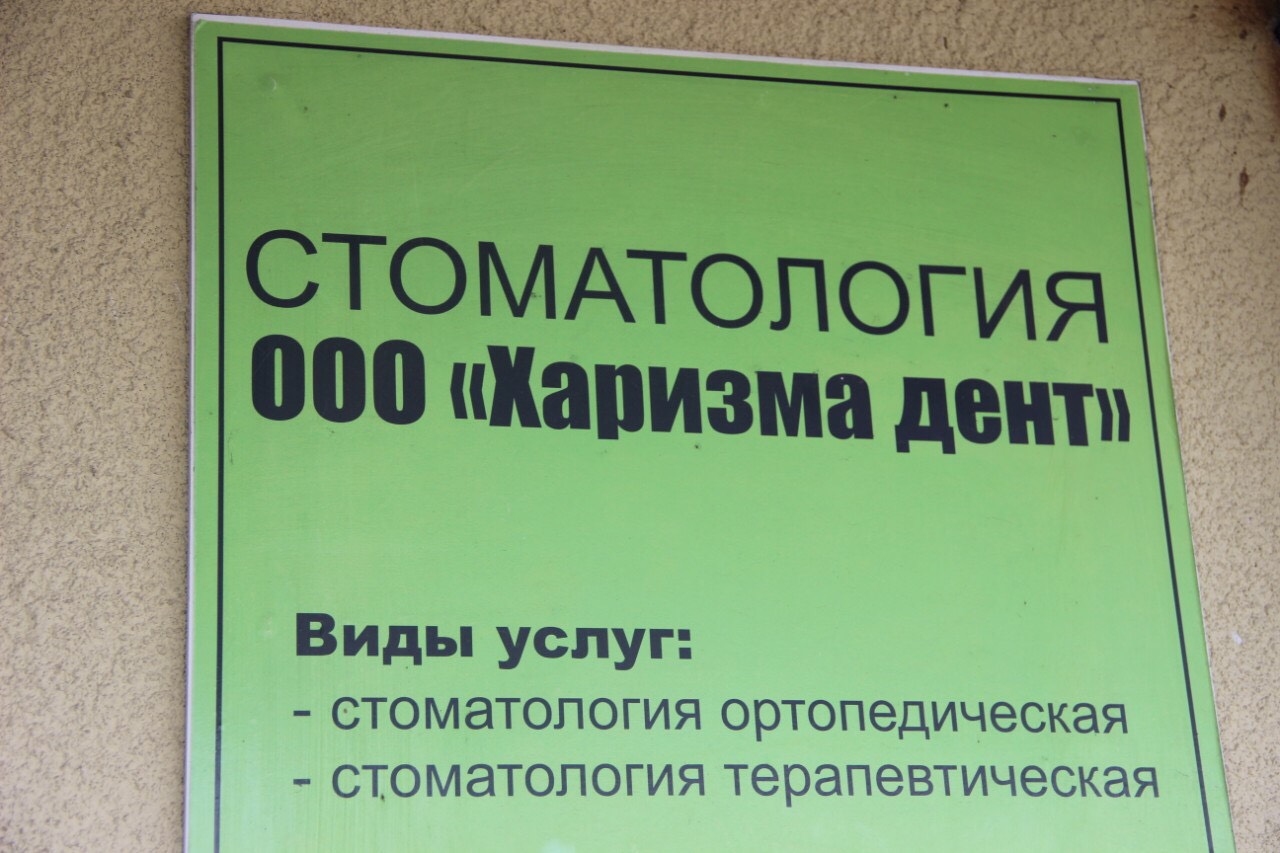 СТОМАТОЛОГИЯ
ООО «Харизма дент»
Виды услуг:
- стоматология ортопедическая
- стоматология терапевтическая